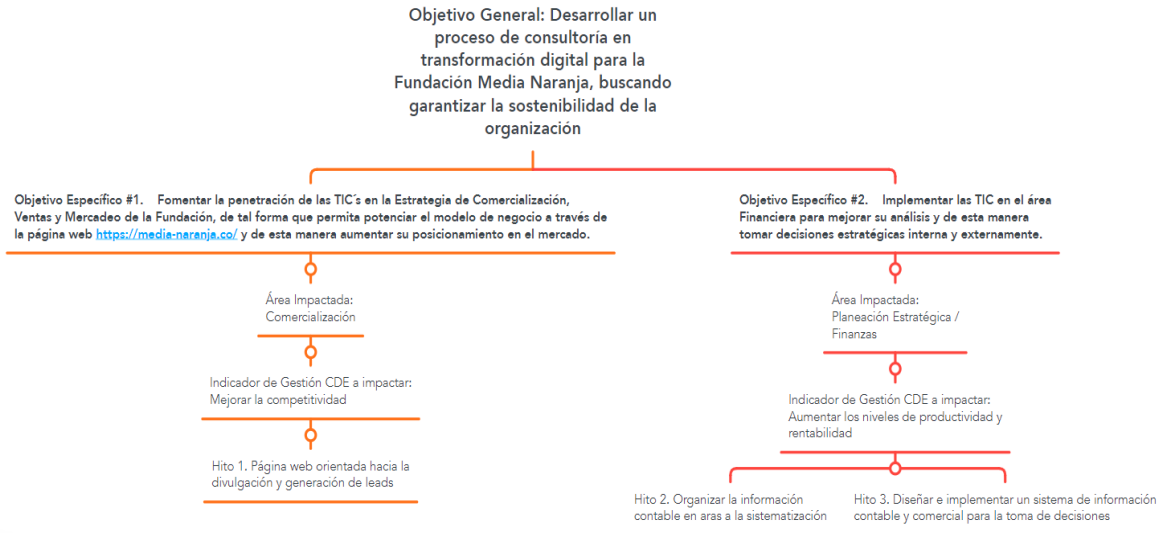 Objetivo General: Desarrollar un
proceso de consultoría en
transformación digital para la
Fundación Media Naranja, buscando
garantizar la sostenibilidad de la
organización
Objetivo Específico #1. Fomentar la penetración de las TIC´s en la Estrategia de Comercialización,
Ventas y Mercadeo de la Fundación, de tal forma que permita potenciar el modelo de negocio a través de
la página web https://media-naranja.co/ y de esta manera aumentar su posicionamiento en el mercado.
Área Impactada:
Comercialización
Indicador de Gestión CDE a impactar:
Mejorar la competitividad
Hito 1. Página web orientada hacia la
divulgación y generación de leads
Objetivo Específico #2. Implementar las TIC en el área
Financiera para mejorar su análisis y de esta manera
tomar decisiones estratégicas interna y externamente.
Área Impactada:
Planeación Estratégica /
Finanzas
Indicador de Gestión CDE a impactar:
Aumentar los niveles de productividad y
rentabilidad
Hito 2. Organizar la información
contable en aras a la sistematización
Hito 3. Diseñar e implementar un sistema de información
contable y comercial para la toma de decisiones